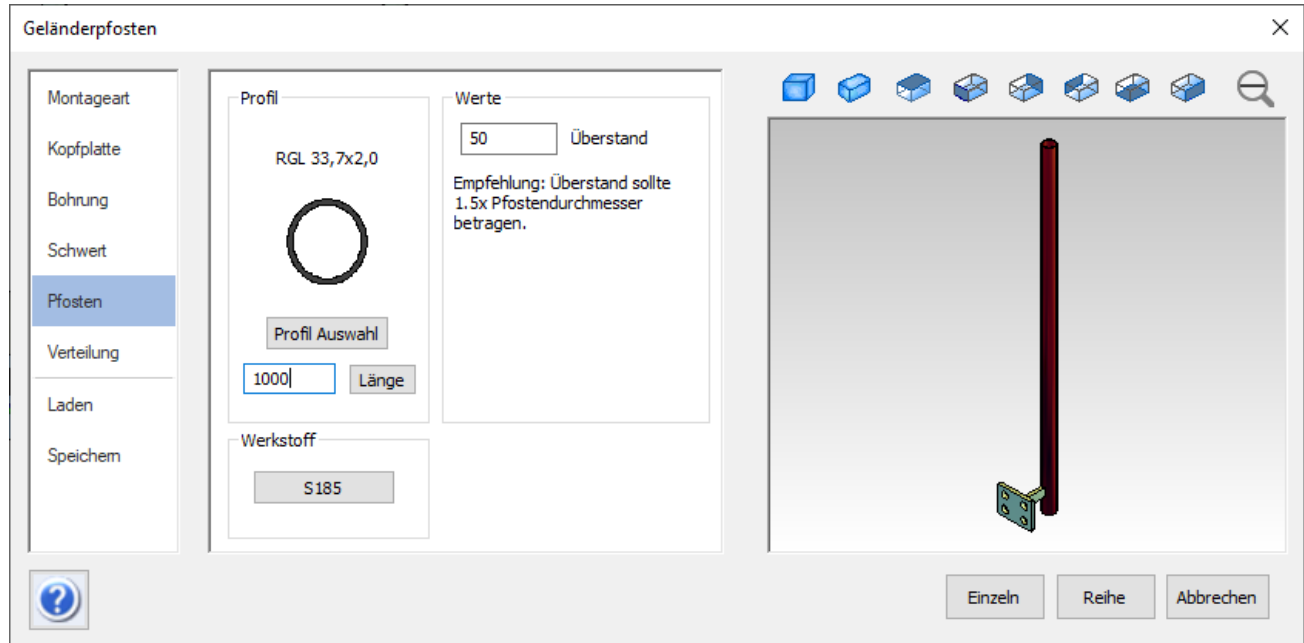 Geländerpfosten
Montageart
Kopfplatte
Bohrung
Schwert
Pfosten
Verteilung
Laden
Speichern
Profil
RGL 33,7x2,0
Profil Auswahl
1000
Länge
Werkstoff
S185
Werte
50
Überstand
Empfehlung: Überstand sollte
1.5x Pfostendurchmesser
betragen.
Einzeln
Reihe
Abbrechen